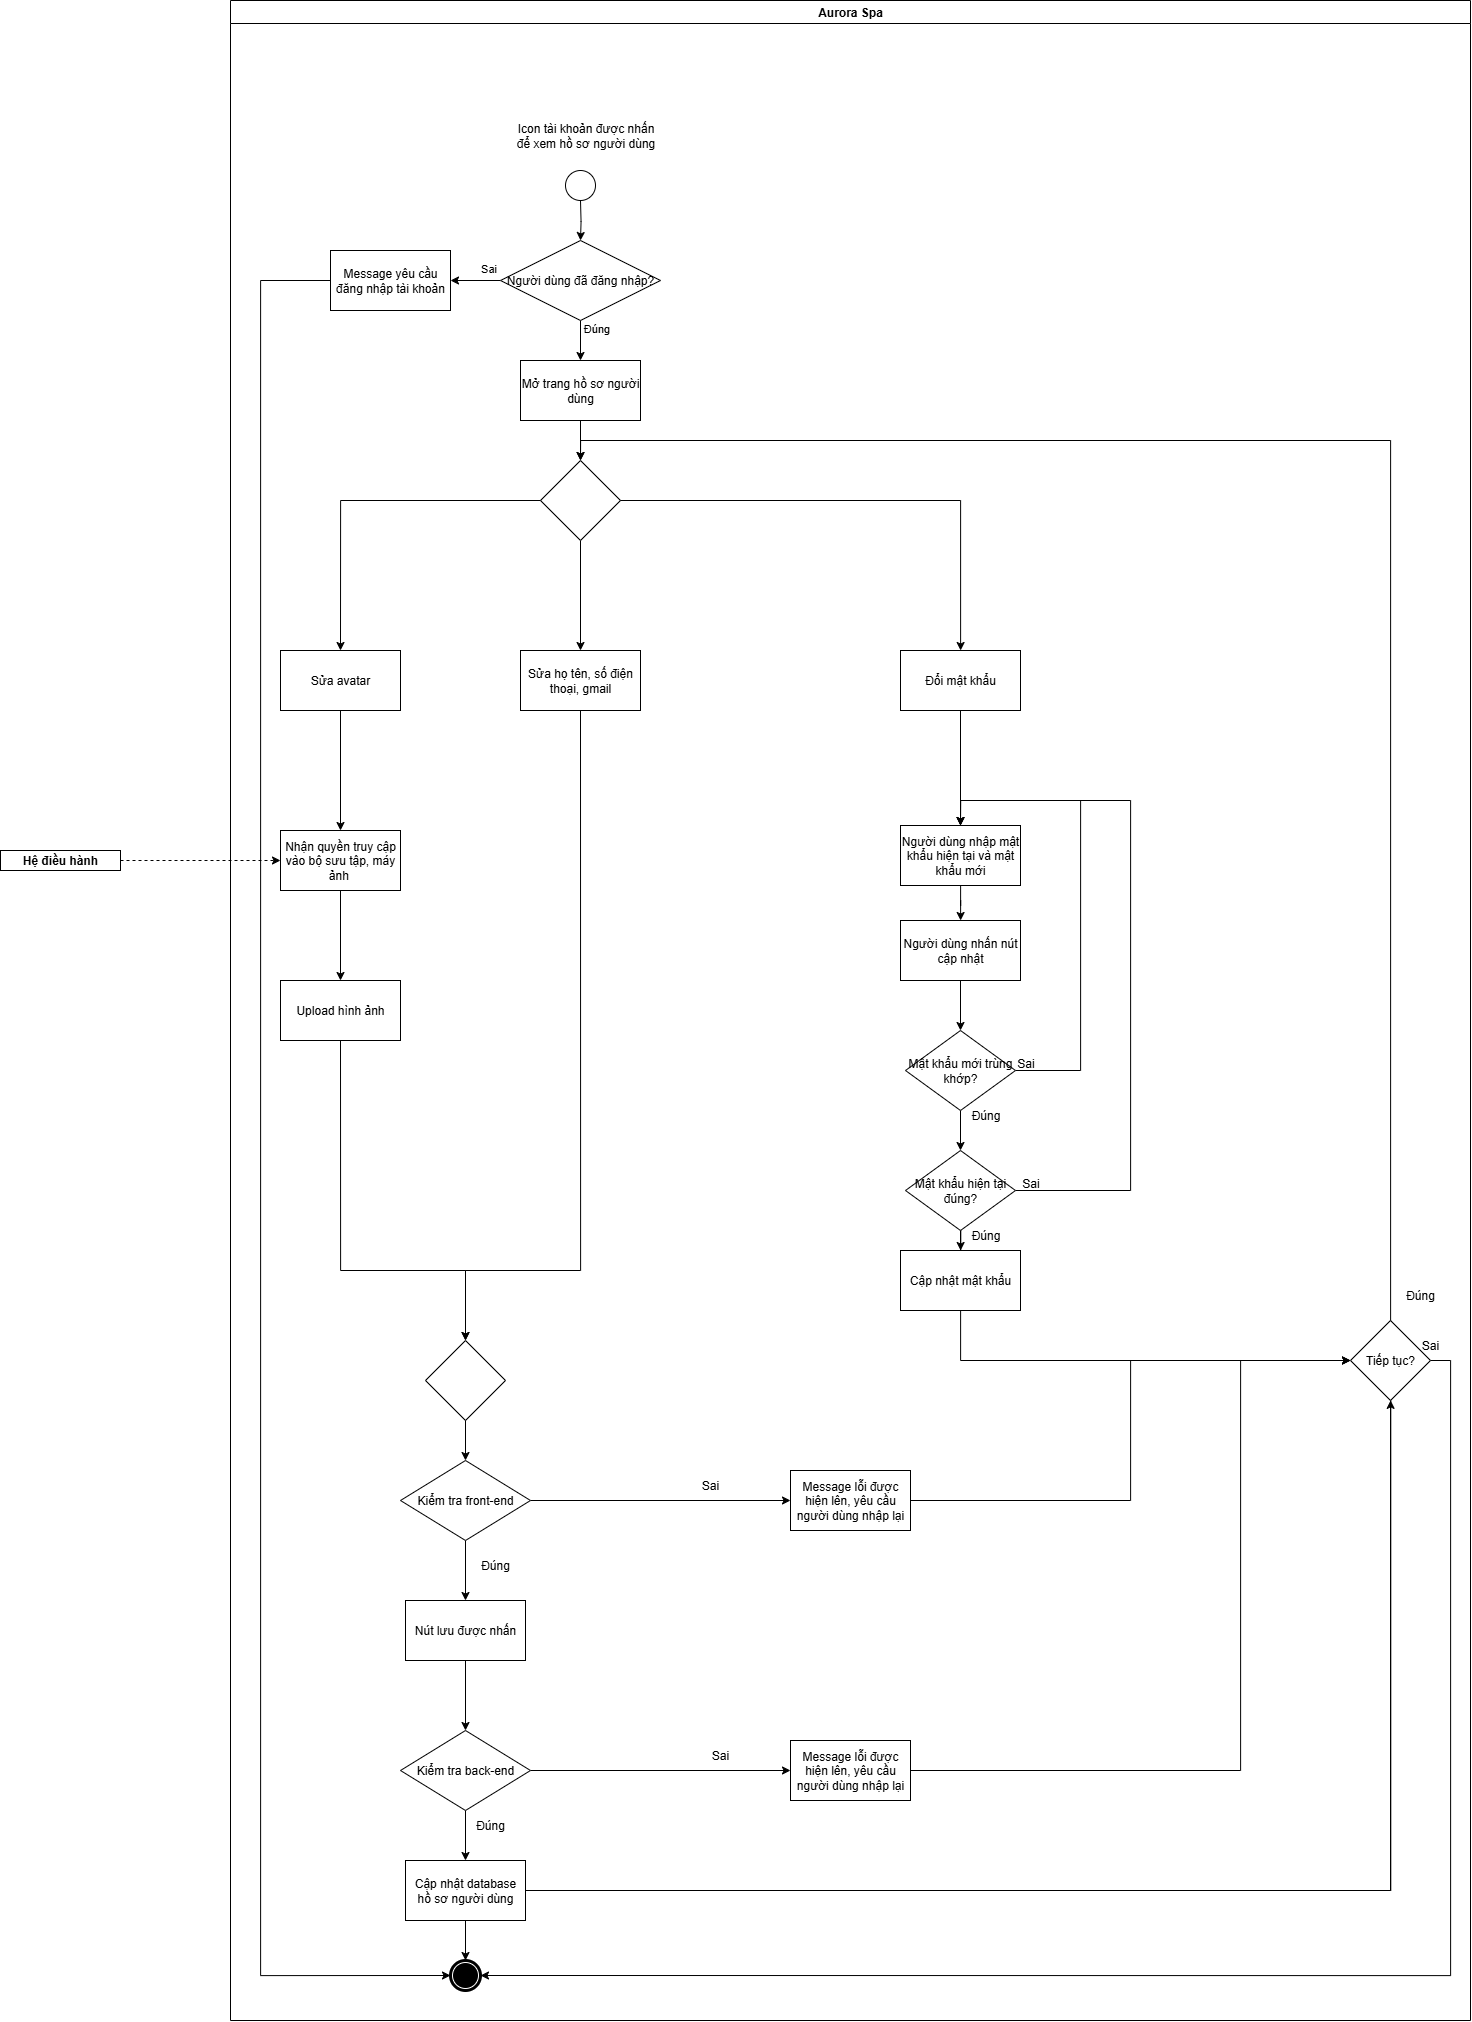 Aurora Spa
Icon tài khoản được nhấn
để xem hồ sơ người dùng
Message yêu cầu
đăng nhập tài khoản
Sai
Người dùng đã đăng nhập?
Đúng
Mở trang hồ sơ người
dùng
Sửa avatar
Sửa họ tên, số điện
thoại, gmail
Đổi mật khẩu
Hệ điều hành
Nhận quyền truy cập
vào bộ sưu tập, máy
ảnh
Người dùng nhập mật
khẩu hiện tại và mật
khẩu mới
Người dùng nhấn nút
cập nhật
Upload hình ảnh
Mật khẩu mới trùng
khớp?
Sai
Đúng
Mật khẩu hiện tại
đúng?
Sai
Đúng
Cập nhật mật khẩu
Đúng
Tiếp tục?
Sai
Kiểm tra front-end
Sai
Message lỗi được
hiện lên, yêu cầu
người dùng nhập lại
Đúng
Nút lưu được nhấn
Kiểm tra back-end
Sai
Message lỗi được
hiện lên, yêu cầu
người dùng nhập lại
Đúng
Cập nhật database
hồ sơ người dùng